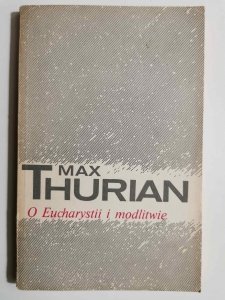 MAX
THURIAN
O Eucharystii i modlitwie